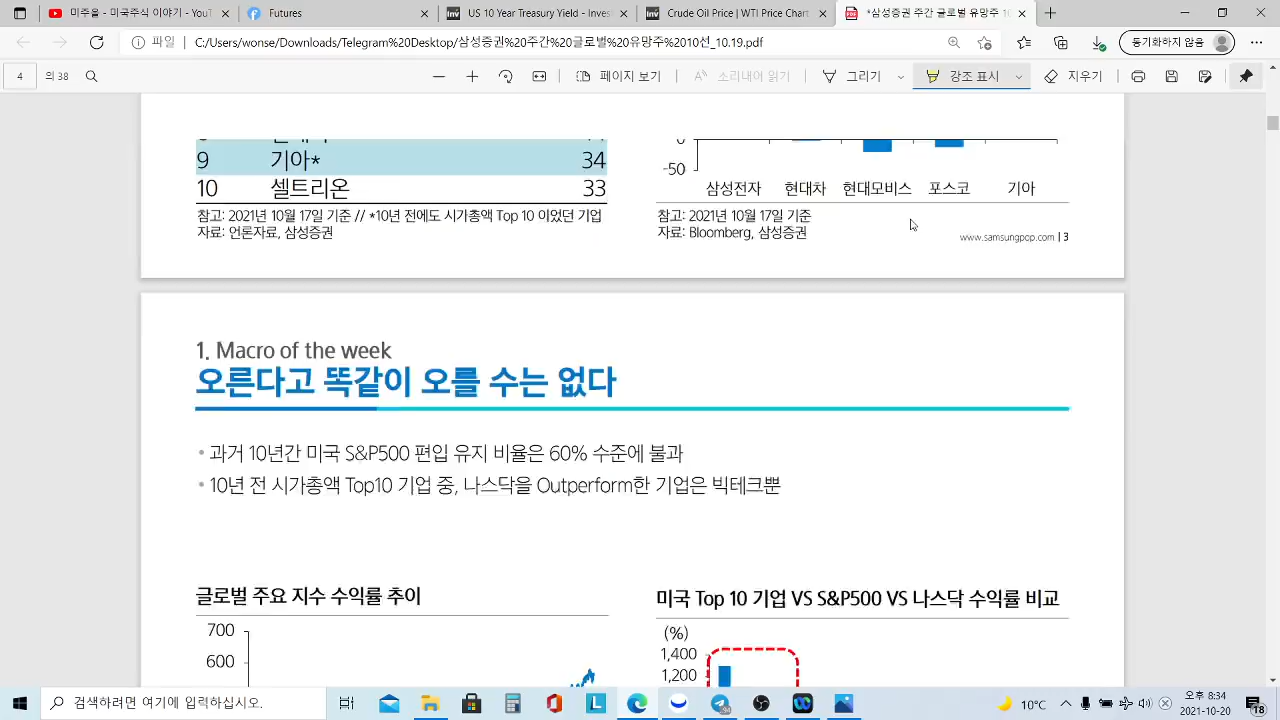 미주율 - 미국주식 이야기 - YouT
Futures
US 10 Year Treasury Yield - Inves
Crude Oil Price | WTI Price Chart
*삼성증권 주간 글로벌 유망주 10
파일
C:/Users/wonse/Downloads/Telegram%20Desktop/삼성증권%20주간%20글로벌%20유망주%2010선_10.19.pdf
동기화하지 않음
4
의 38
페이지 보기
소리내어 읽기
그리기
강조 표시
지우기
9 기아* 34
10 셀트리온 33
참고: 2021년 10월 17일 기준 // *10년 전에도 시가총액 Top 10 이었던 기업
자료: 언론자료, 삼성증권
0
-50
삼성전자 현대차 현대모비스 포스코 기아
참고: 2021년 10월 17일 기준
자료: Bloomberg, 삼성증권
www.samsungpop.com | 3
1. Macro of the week
오른다고 똑같이 오를 수는 없다
• 과거 10년간 미국 S&P500 편입 유지 비율은 60% 수준에 불과
• 10년 전 시가총액 Top10 기업 중, 나스닥을 Outperform한 기업은 빅테크뿐
글로벌 주요 지수 수익률 추이
700
600
미국 Top 10 기업 VS S&P500 VS 나스닥 수익률 비교
(%)
1,400
1,200
검색하려면 여기에 입력하십시오.
10°C
오후 8:34
2021-10-20